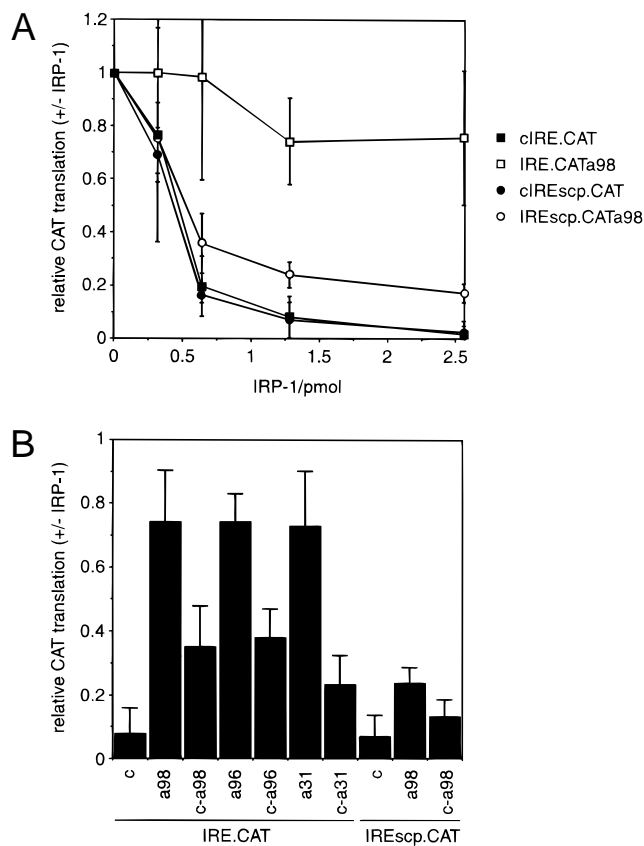 A
1.2
1.0
0.8
0.6
0.4
0.2
0
relative CAT translation (+/- IRP-1)
0 0.5 1 1.5 2 2.5
IRP-1/pmol
cIRE.CAT
IRE.CATa98
cIREscp.CAT
IREscp.CATa98
B
1
0.8
0.6
0.4
0.2
0
relative CAT translation (+/- IRP-1)
c a98 c-a98 a96 c-a96 a31 c-a31 c a98 c-a98
IRE.CAT IREscp.CAT